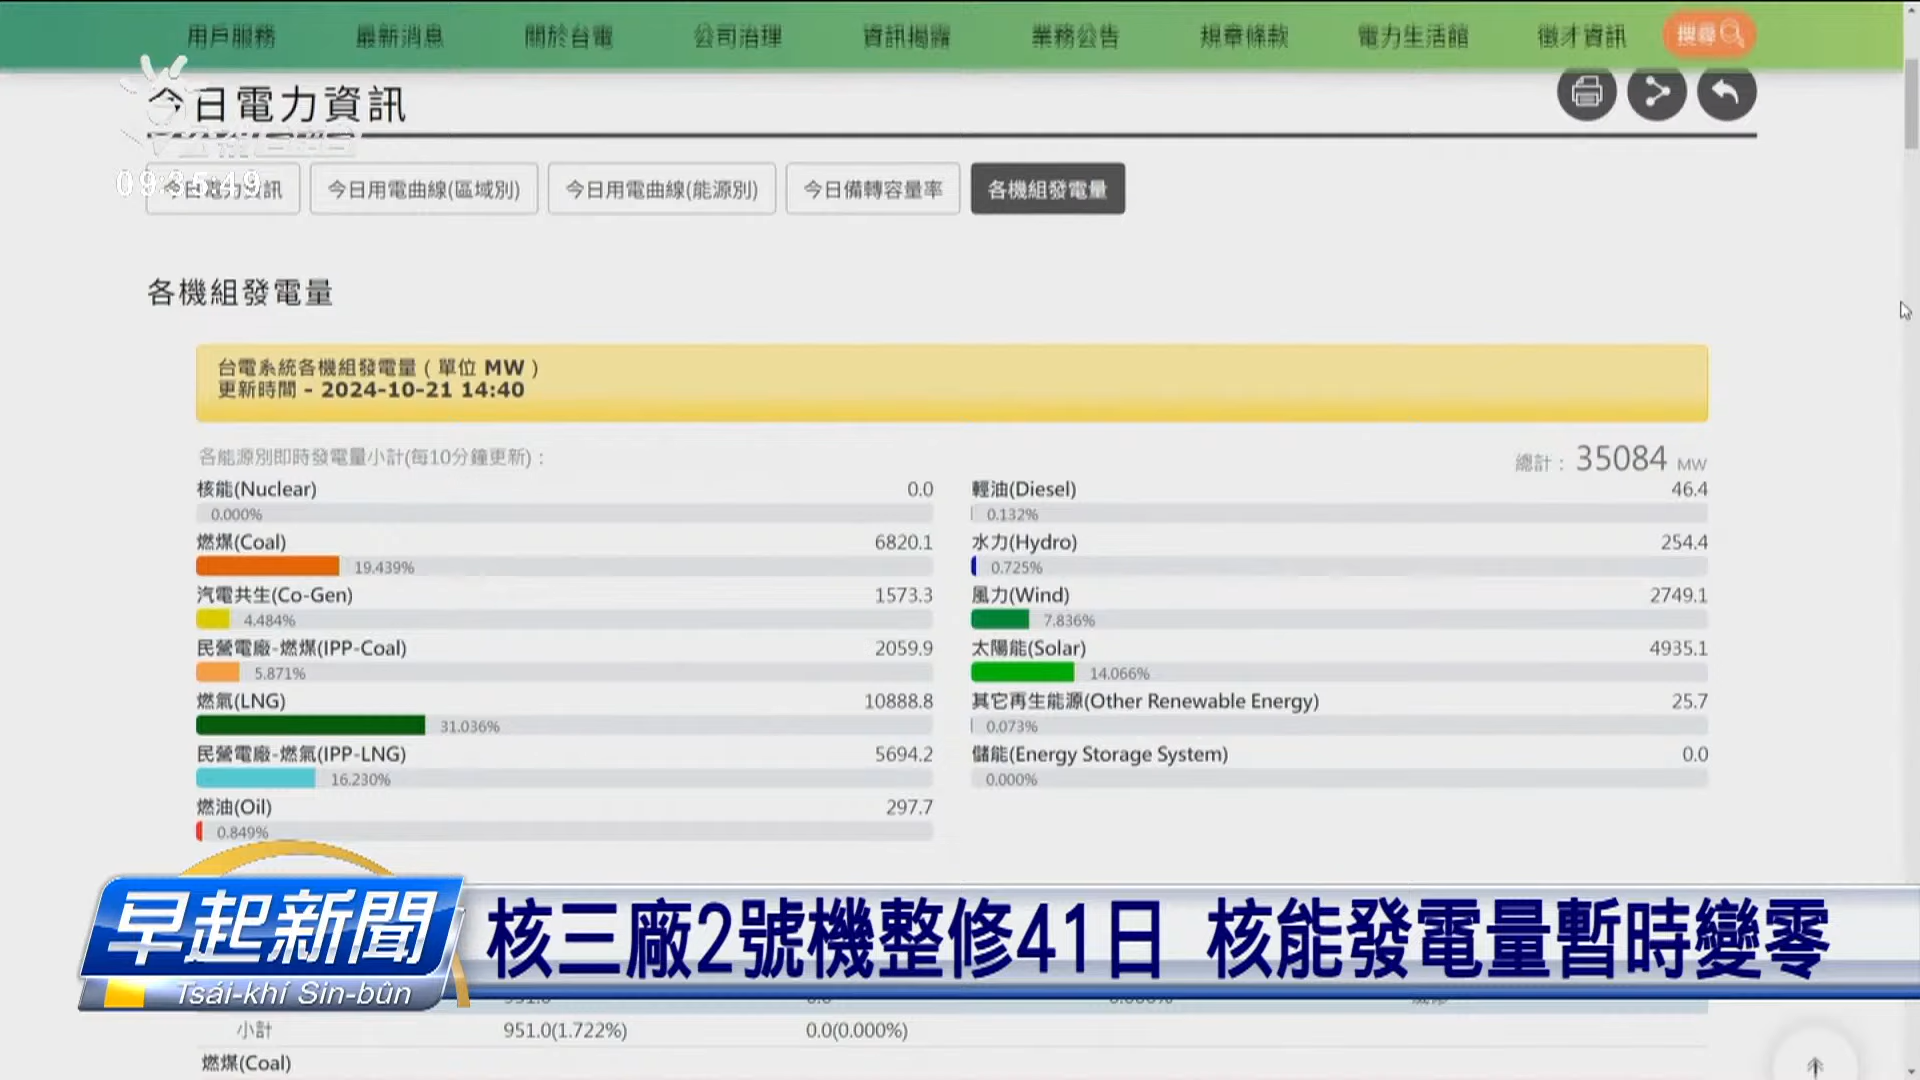 用戶服務 最新消息 關於台電 公司治理 資訊揭露 業務公告 規章條款 電力生活館 徵才資訊 搜尋
今日電力資訊
公視台語台
09:35:49
今日電力資訊 今日用電曲線(區域別) 今日用電曲線(能源別) 今日備轉容量率 各機組發電量
各機組發電量
台電系統各機組發電量 ( 單位 MW )
更新時間 - 2024-10-21 14:40
各能源別即時發電量小計(每10分鐘更新) : 總計 : 35084 MW
核能(Nuclear) 0.0
0.000%
燃煤(Coal) 6820.1
19.439%
汽電共生(Co-Gen) 1573.3
4.484%
民營電廠-燃煤(IPP-Coal) 2059.9
5.871%
燃氣(LNG) 10888.8
31.036%
民營電廠-燃氣(IPP-LNG) 5694.2
16.230%
燃油(Oil) 297.7
0.849%
輕油(Diesel) 46.4
0.132%
水力(Hydro) 254.4
0.725%
風力(Wind) 2749.1
7.836%
太陽能(Solar) 4935.1
14.066%
其它再生能源(Other Renewable Energy) 25.7
0.073%
儲能(Energy Storage System) 0.0
0.000%
早起新聞
Tsái-khí Sin-bûn
核三廠2號機整修41日 核能發電量暫時變零
小計 951.0(1.722%) 0.0(0.000%)
燃煤(Coal)